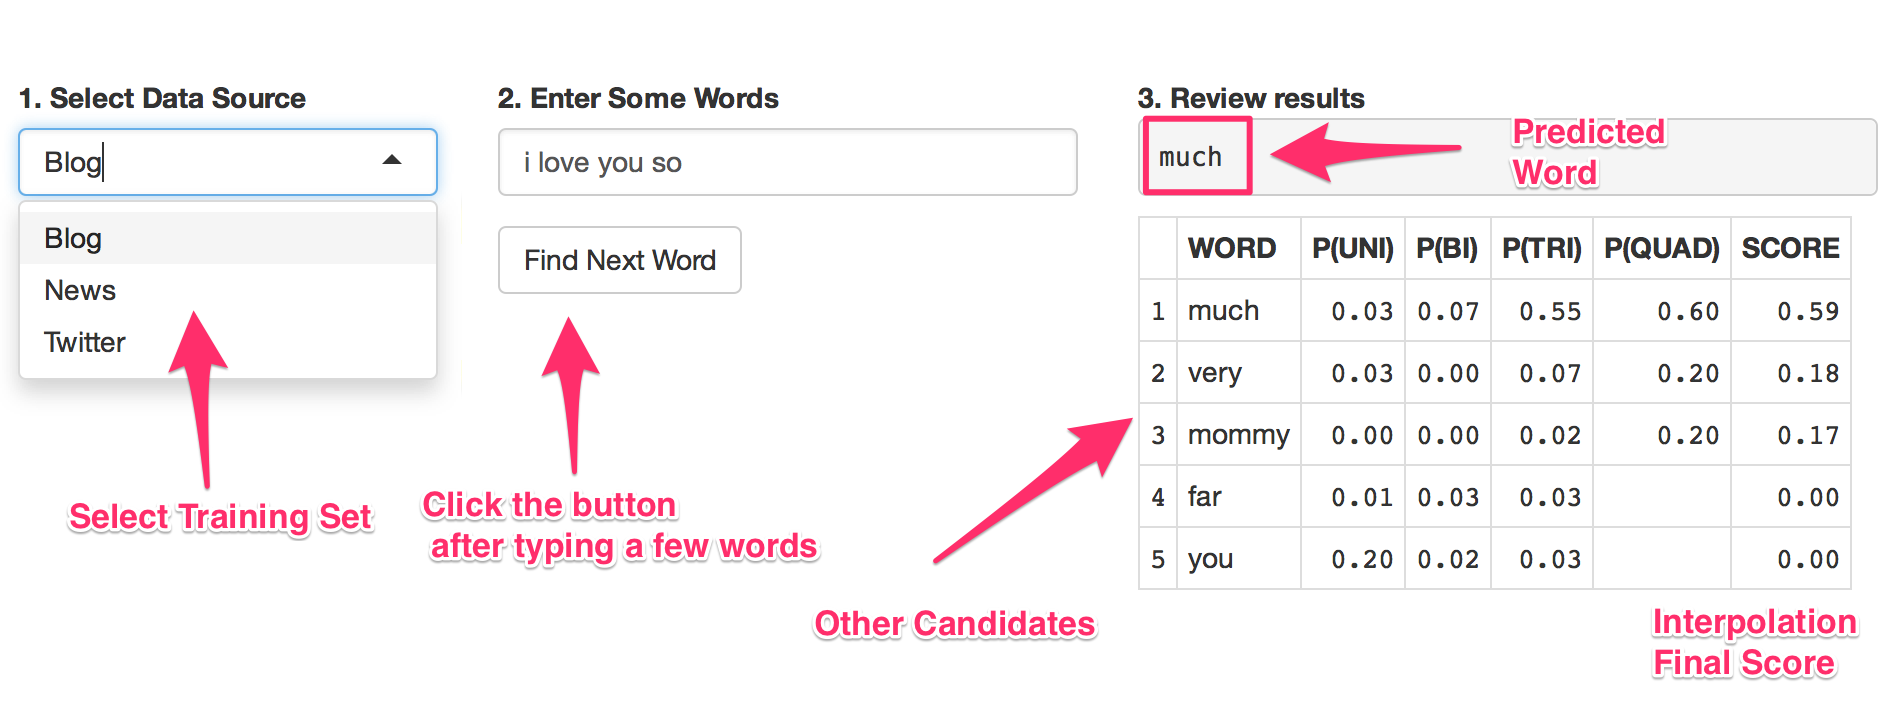 1. Select Data Source
Blog
Blog
News
Twitter
Select Training Set
2. Enter Some Words
i love you so
Find Next Word
Click the button
after typing a few words
3. Review results
much
Predicted
Word
WORD P(UNI) P(BI) P(TRI) P(QUAD) SCORE
1 much 0.03 0.07 0.55 0.60 0.59
2 very 0.03 0.00 0.07 0.20 0.18
3 mommy 0.00 0.00 0.02 0.20 0.17
4 far 0.01 0.03 0.03 0.00
5 you 0.20 0.02 0.03 0.00
Other Candidates
Interpolation
Final Score